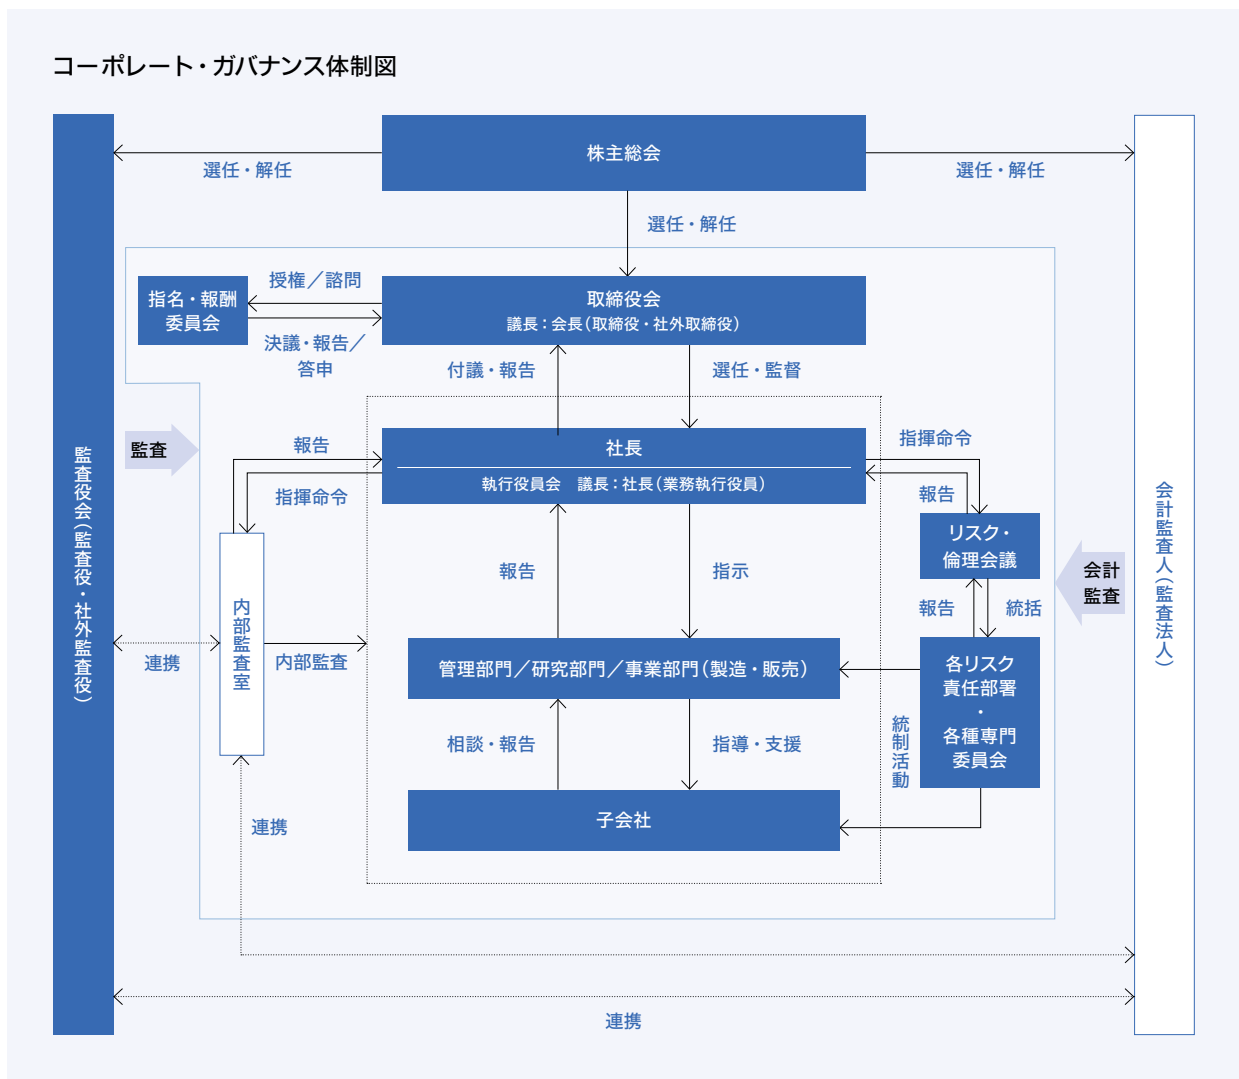 コーポレート・ガバナンス体制図
株主総会
選任・解任
選任・解任
選任・解任
指名・報酬
委員会
授権／諮問
決議・報告／
答申
取締役会
議長：会長（取締役・社外取締役）
付議・報告
選任・監督
監査役会（監査役・社外監査役）
監査
報告
指揮命令
社長
執行役員会　議長：社長（業務執行役員）
指揮命令
報告
リスク・
倫理会議
会計
監査
会計監査人（監査法人）
報告
指示
報告
統括
内部監査室
連携
内部監査
管理部門／研究部門／事業部門（製造・販売）
各リスク
責任部署
・
各種専門
委員会
統制活動
相談・報告
指導・支援
子会社
連携
連携